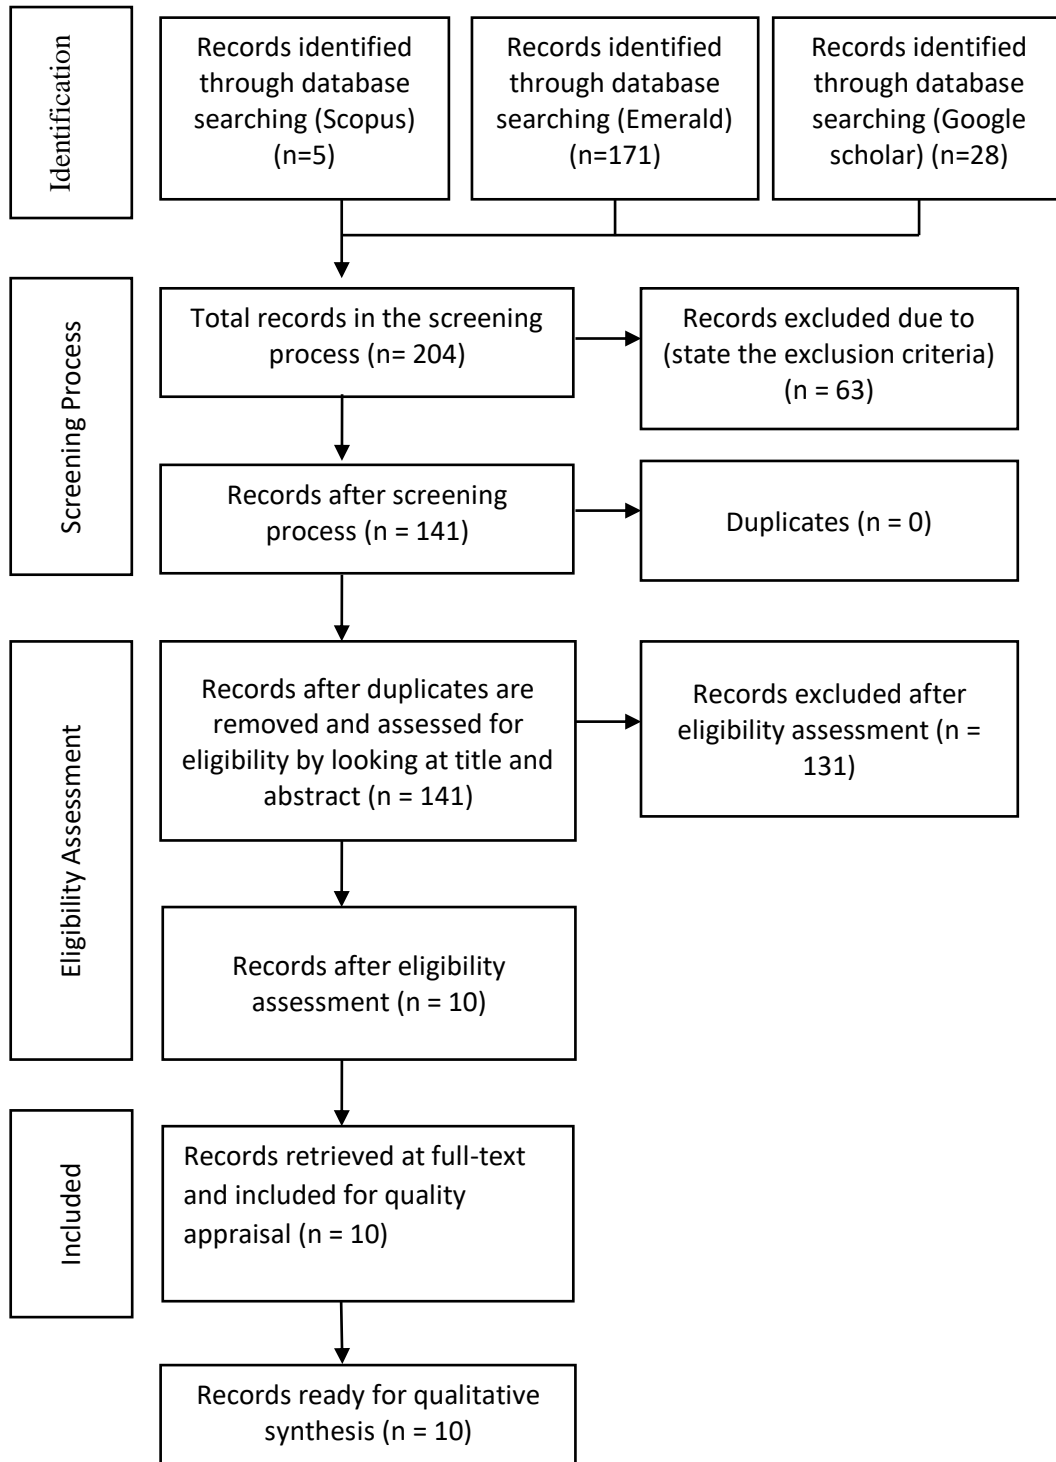 Identification
Records identified
through database
searching (Scopus)
(n=5)
Records identified
through database
searching (Emerald)
(n=171)
Records identified
through database
searching (Google
scholar) (n=28)
Screening Process
Total records in the screening
process (n= 204)
Records excluded due to
(state the exclusion criteria)
(n = 63)
Records after screening
process (n = 141)
Duplicates (n = 0)
Eligibility Assessment
Records after duplicates are
removed and assessed for
eligibility by looking at title and
abstract (n = 141)
Records excluded after
eligibility assessment (n =
131)
Records after eligibility
assessment (n = 10)
Included
Records retrieved at full-text
and included for quality
appraisal (n = 10)
Records ready for qualitative
synthesis (n = 10)